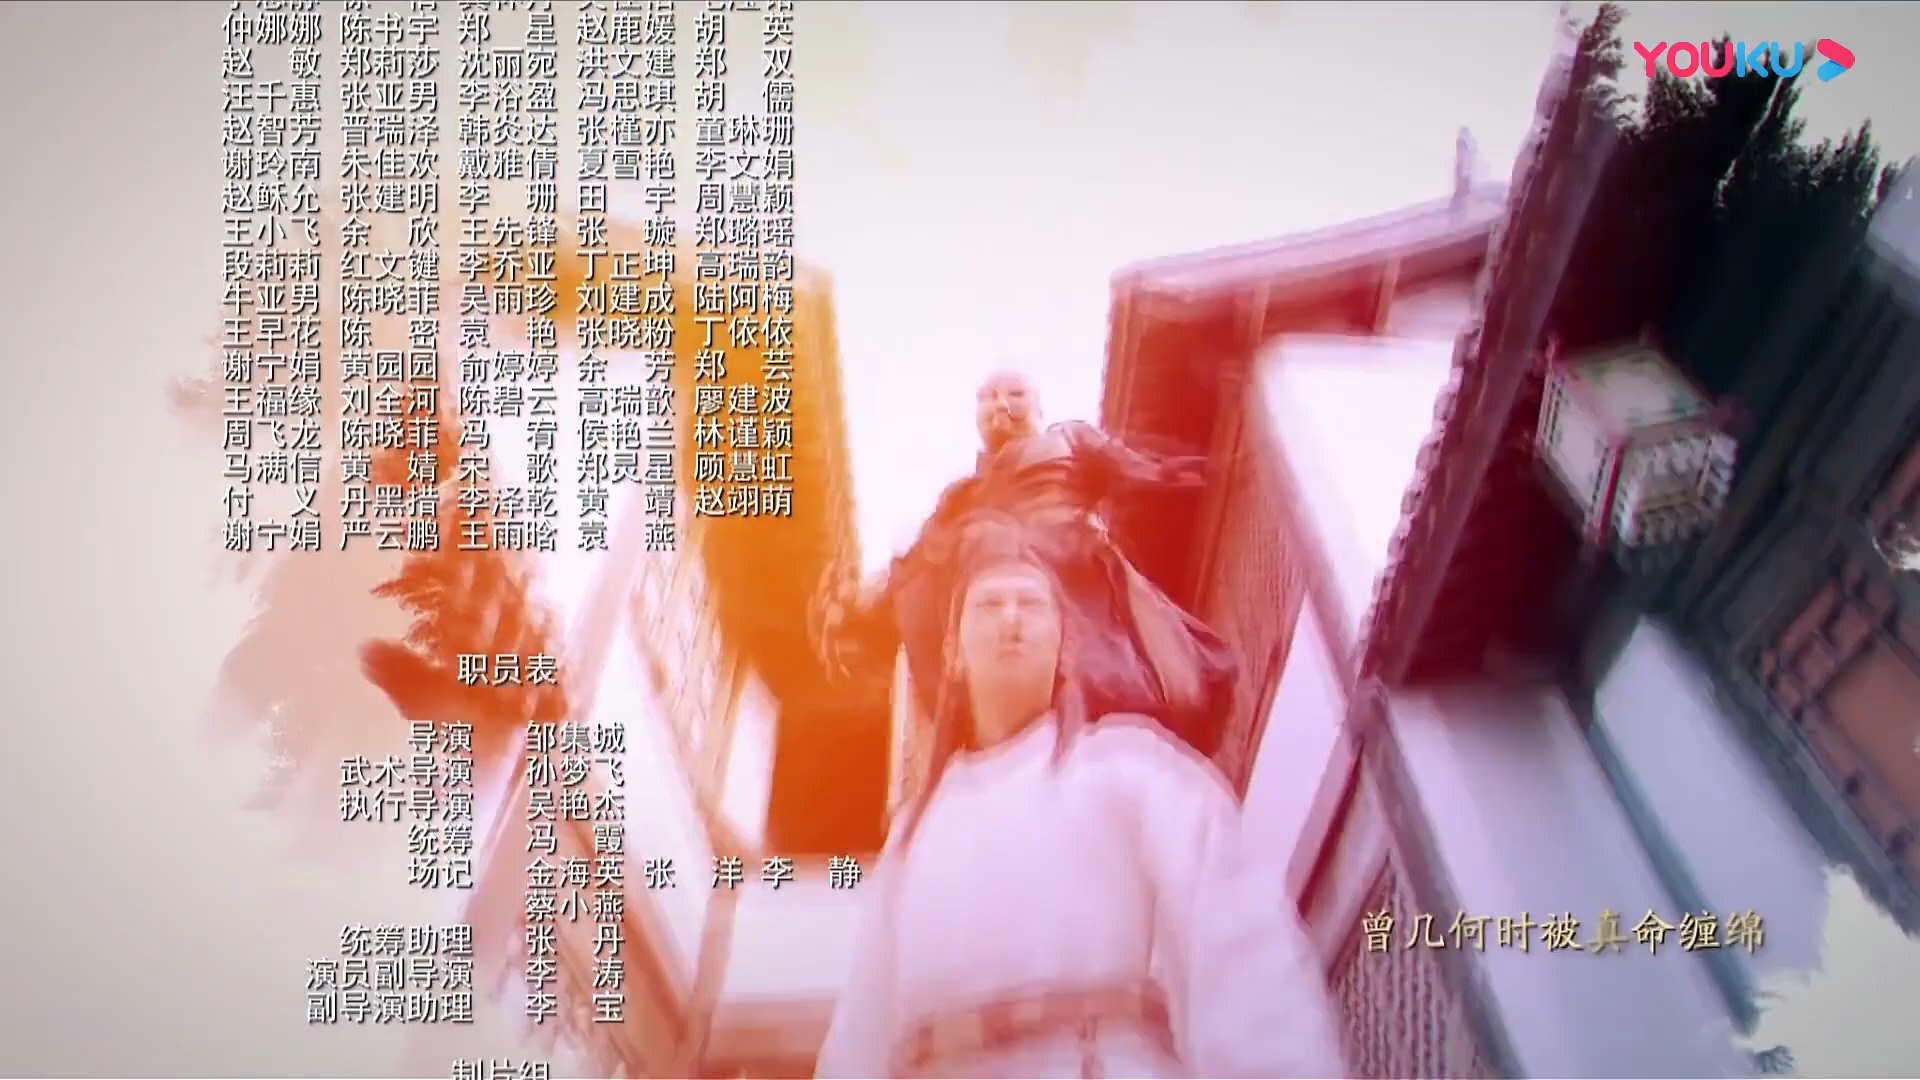 YOUKU
仲娜娜 陈书宇 郑 星 赵鹿媛 胡 英
赵 敏 郑莉莎 沈丽宛 洪文建 郑 双
汪千惠 张亚男 李浴盈 冯思琪 胡 儒
赵智芳 晋瑞泽 韩炎达 张槿亦 童琳珊
谢玲南 朱佳欢 戴雅倩 夏雪艳 李文娟
赵稣允 张建明 李 珊 田 宇 周慧颖
王小飞 余 欣 王先锋 张 璇 郑璐瑶
段莉莉 红文键 李乔亚 丁正坤 高瑞韵
牛亚男 陈晓菲 吴雨珍 刘建成 陆阿梅
王早花 陈 密 袁 艳 张晓粉 丁依依
谢宁娟 黄园园 俞婷婷 余 芳 郑 芸
王福缘 刘全河 陈碧云 高瑞歆 廖建波
周飞龙 陈晓菲 冯 宥 侯艳兰 林谨颖
马满信 黄 婧 宋 歌 郑灵星 顾慧虹
付 义 丹黑措 李泽乾 黄 靖 赵翊萌
谢宁娟 严云鹏 王雨晗 袁 燕
职员表
导演 邹集城
武术导演 孙梦飞
执行导演 吴艳杰
统筹 冯 霞
场记 金海英 张 洋 李 静
蔡小燕
统筹助理 张 丹
演员副导演 李 涛
副导演助理 李 宝
制片组
曾几何时被真命缠绵